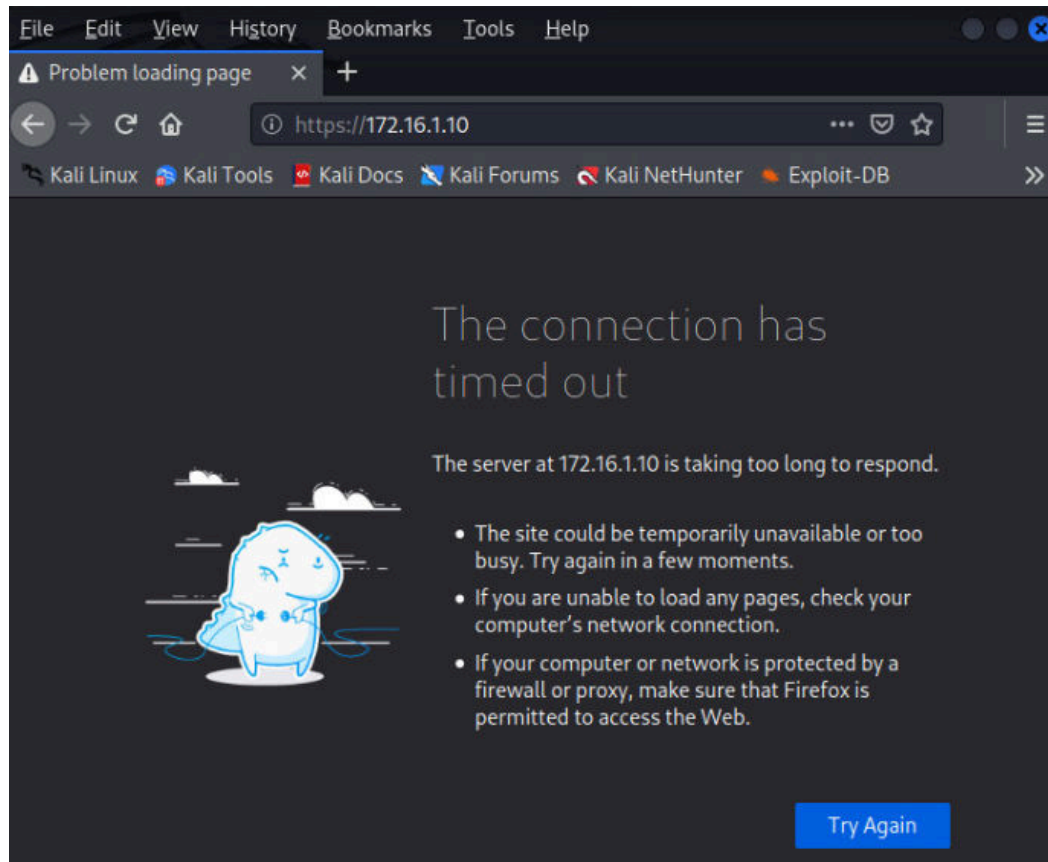 File Edit View History Bookmarks Tools Help
Problem loading page
https://172.16.1.10
Kali Linux Kali Tools Kali Docs Kali Forums Kali NetHunter Exploit-DB
The connection has
timed out
The server at 172.16.1.10 is taking too long to respond.
• The site could be temporarily unavailable or too
busy. Try again in a few moments.
• If you are unable to load any pages, check your
computer's network connection.
• If your computer or network is protected by a
firewall or proxy, make sure that Firefox is
permitted to access the Web.
Try Again